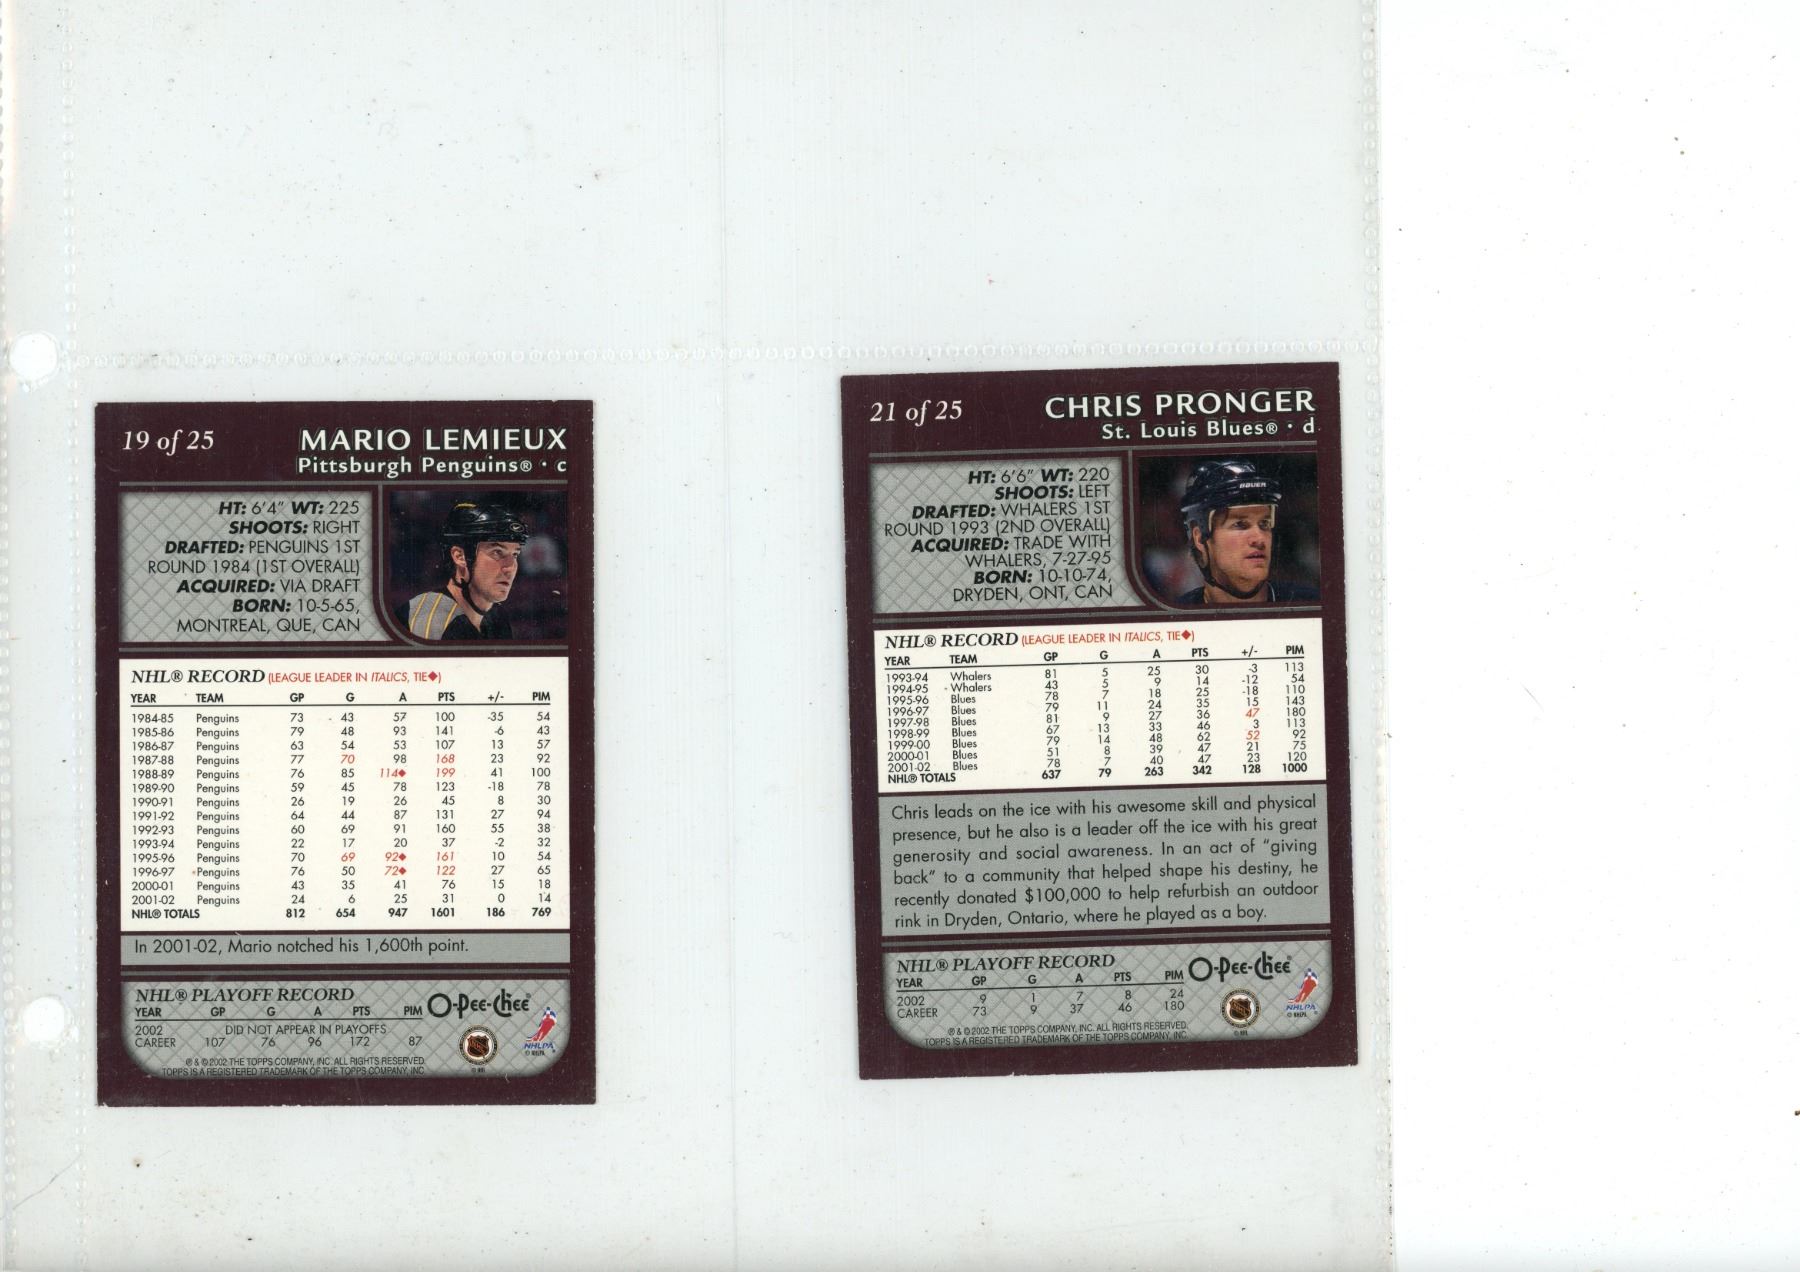 19 of 25
MARIO LEMIEUX
Pittsburgh Penguins® · c
HT: 6'4" WT: 225
SHOOTS: RIGHT
DRAFTED: PENGUINS 1ST
ROUND 1984 (1ST OVERALL)
ACQUIRED: VIA DRAFT
BORN: 10-5-65,
MONTREAL, QUE, CAN
NHL® RECORD (LEAGUE LEADER IN ITALICS, TIE◆)
YEAR TEAM GP G A PTS +/- PIM
1984-85 Penguins 73 43 57 100 -35 54
1985-86 Penguins 79 48 93 141 -6 43
1986-87 Penguins 63 54 53 107 13 57
1987-88 Penguins 77 70 98 168 23 92
1988-89 Penguins 76 85 114◆ 199 41 100
1989-90 Penguins 59 45 78 123 -18 78
1990-91 Penguins 26 19 26 45 8 30
1991-92 Penguins 64 44 87 131 27 94
1992-93 Penguins 60 69 91 160 55 38
1993-94 Penguins 22 17 20 37 -2 32
1995-96 Penguins 70 69 92◆ 161 10 54
1996-97 Penguins 76 50 72◆ 122 27 65
2000-01 Penguins 43 35 41 76 15 18
2001-02 Penguins 24 6 25 31 0 14
NHL® TOTALS 812 654 947 1601 186 769
In 2001-02, Mario notched his 1,600th point.
NHL® PLAYOFF RECORD
O-Pee-Chee®
YEAR GP G A PTS PIM
2002 DID NOT APPEAR IN PLAYOFFS
CAREER 107 76 96 172 87
NHL
NHLPA
© NHLPA
© NHL
® & © 2002 THE TOPPS COMPANY, INC. ALL RIGHTS RESERVED.
TOPPS IS A REGISTERED TRADEMARK OF THE TOPPS COMPANY, INC.
21 of 25
CHRIS PRONGER
St. Louis Blues® · d
BAUER
HT: 6'6" WT: 220
SHOOTS: LEFT
DRAFTED: WHALERS 1ST
ROUND 1993 (2ND OVERALL)
ACQUIRED: TRADE WITH
WHALERS, 7-27-95
BORN: 10-10-74,
DRYDEN, ONT, CAN
NHL® RECORD (LEAGUE LEADER IN ITALICS, TIE◆)
YEAR TEAM GP G A PTS +/- PIM
1993-94 Whalers 81 5 25 30 -3 113
1994-95 Whalers 43 5 9 14 -12 54
1995-96 Blues 78 7 18 25 -18 110
1996-97 Blues 79 11 24 35 15 143
1997-98 Blues 81 9 27 36 47 180
1998-99 Blues 67 13 33 46 3 113
1999-00 Blues 79 14 48 62 52 92
2000-01 Blues 51 8 39 47 21 75
2001-02 Blues 78 7 40 47 23 120
NHL® TOTALS 637 79 263 342 128 1000
Chris leads on the ice with his awesome skill and physical
presence, but he also is a leader off the ice with his great
generosity and social awareness. In an act of "giving
back" to a community that helped shape his destiny, he
recently donated $100,000 to help refurbish an outdoor
rink in Dryden, Ontario, where he played as a boy.
NHL® PLAYOFF RECORD
O-Pee-Chee®
YEAR GP G A PTS PIM
2002 9 1 7 8 24
CAREER 73 9 37 46 180
NHL
NHLPA
© NHLPA
© NHL
® & © 2002 THE TOPPS COMPANY, INC. ALL RIGHTS RESERVED.
TOPPS IS A REGISTERED TRADEMARK OF THE TOPPS COMPANY, INC.